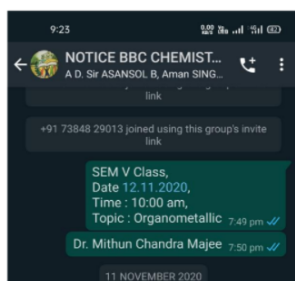 9:23
NOTICE BBC CHEMIST...
A D. Sir ASANSOL B, Aman SING...
link
+91 73848 29013 joined using this group's invite
link
SEM V Class,
Date 12.11.2020,
Time : 10:00 am,
Topic : Organometallic 7:49 pm
Dr. Mithun Chandra Majee 7:50 pm
11 NOVEMBER 2020